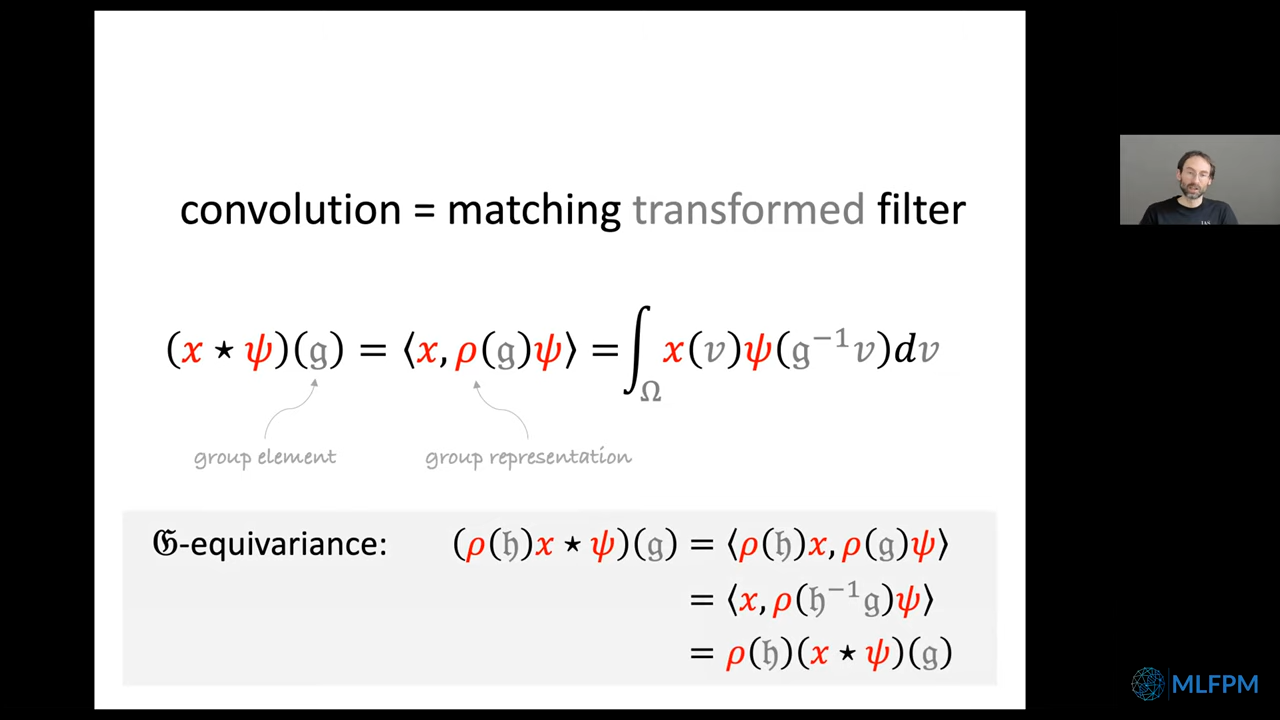 convolution = matching transformed filter
(x ⋆ ψ)(𝔤) = ⟨x, ρ(𝔤)ψ⟩ = ∫_Ω x(v)ψ(𝔤⁻¹v)dv
group element group representation
𝔊-equivariance: (ρ(𝔥)x ⋆ ψ)(𝔤) = ⟨ρ(𝔥)x, ρ(𝔤)ψ⟩
= ⟨x, ρ(𝔥⁻¹𝔤)ψ⟩
= ρ(𝔥)(x ⋆ ψ)(𝔤)
MLFPM